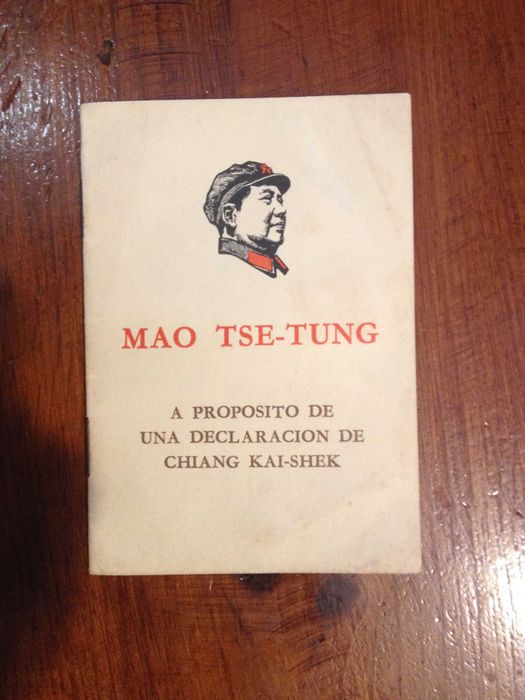 MAO TSE-TUNG
A PROPOSITO DE
UNA DECLARACION DE
CHIANG KAI-SHEK